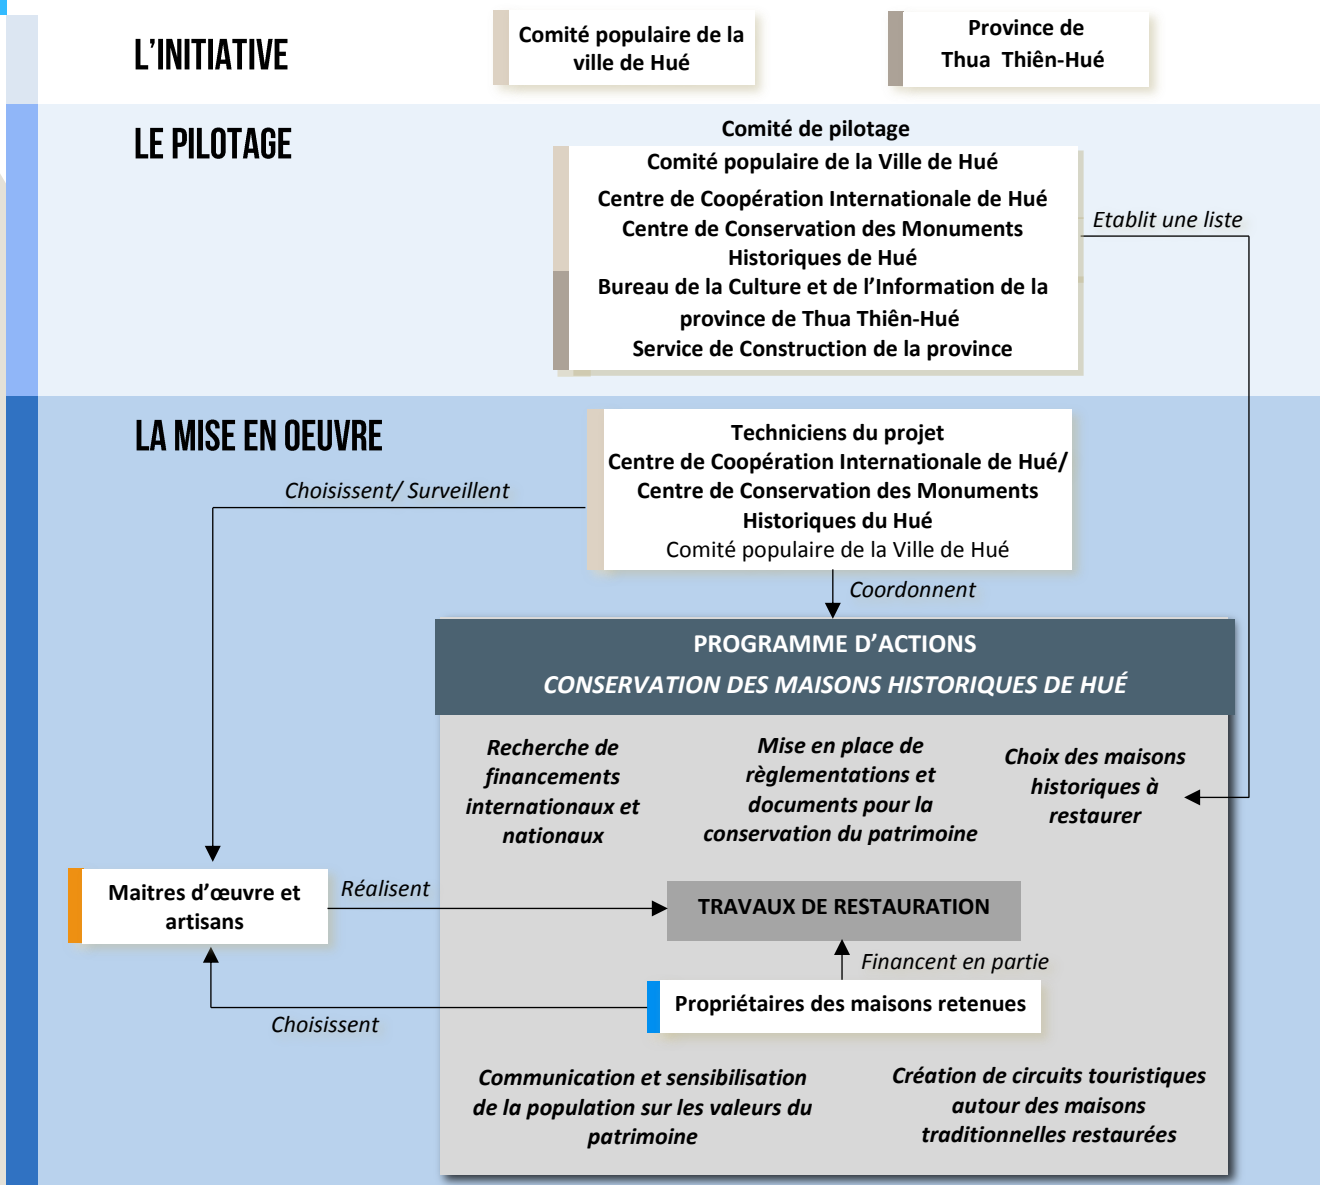 L'INITIATIVE
Comité populaire de la
ville de Hué
Province de
Thua Thiên-Hué
LE PILOTAGE
Comité de pilotage
Comité populaire de la Ville de Hué
Centre de Coopération Internationale de Hué
Centre de Conservation des Monuments
Historiques de Hué
Bureau de la Culture et de l'Information de la
province de Thua Thiên-Hué
Service de Construction de la province
Etablit une liste
LA MISE EN OEUVRE
Techniciens du projet
Centre de Coopération Internationale de Hué/
Centre de Conservation des Monuments
Historiques du Hué
Comité populaire de la Ville de Hué
Choisissent/ Surveillent
Coordonnent
PROGRAMME D'ACTIONS
CONSERVATION DES MAISONS HISTORIQUES DE HUÉ
Recherche de
financements
internationaux et
nationaux
Mise en place de
règlementations et
documents pour la
conservation du patrimoine
Choix des maisons
historiques à
restaurer
Maitres d'œuvre et
artisans
Réalisent
TRAVAUX DE RESTAURATION
Financent en partie
Propriétaires des maisons retenues
Choisissent
Communication et sensibilisation
de la population sur les valeurs du
patrimoine
Création de circuits touristiques
autour des maisons
traditionnelles restaurées